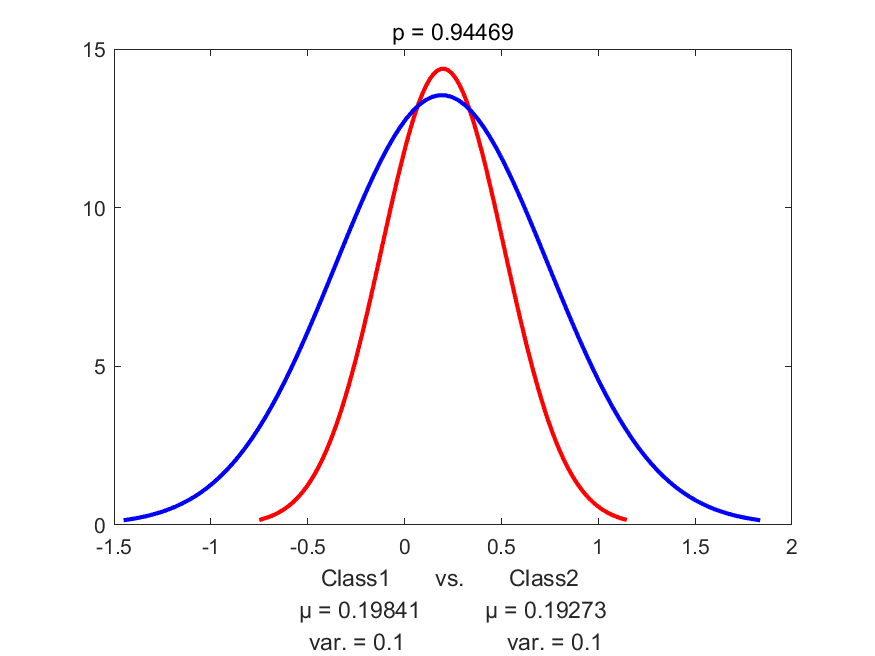 p = 0.94469
15
10
5
0
-1.5 -1 -0.5 0 0.5 1 1.5 2
Class1 vs. Class2
μ = 0.19841 μ = 0.19273
var. = 0.1 var. = 0.1